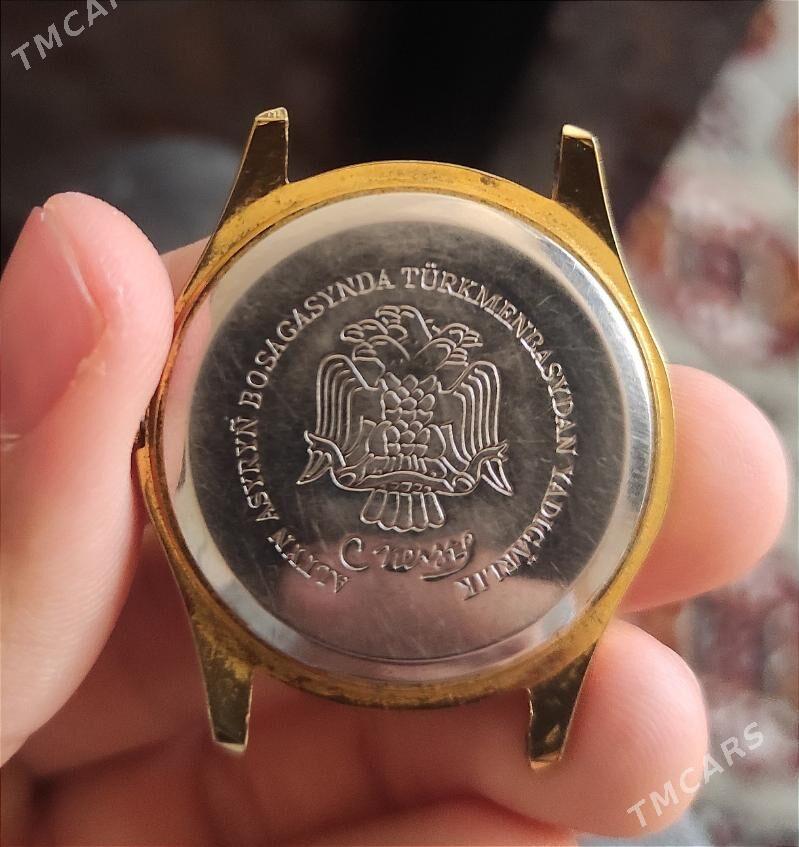 TMCARS
ALTYN ASYRYŇ BOSAGASYNDA TÜRKMENBAŞYDAN ÝADIGÄRLIK
TMCARS